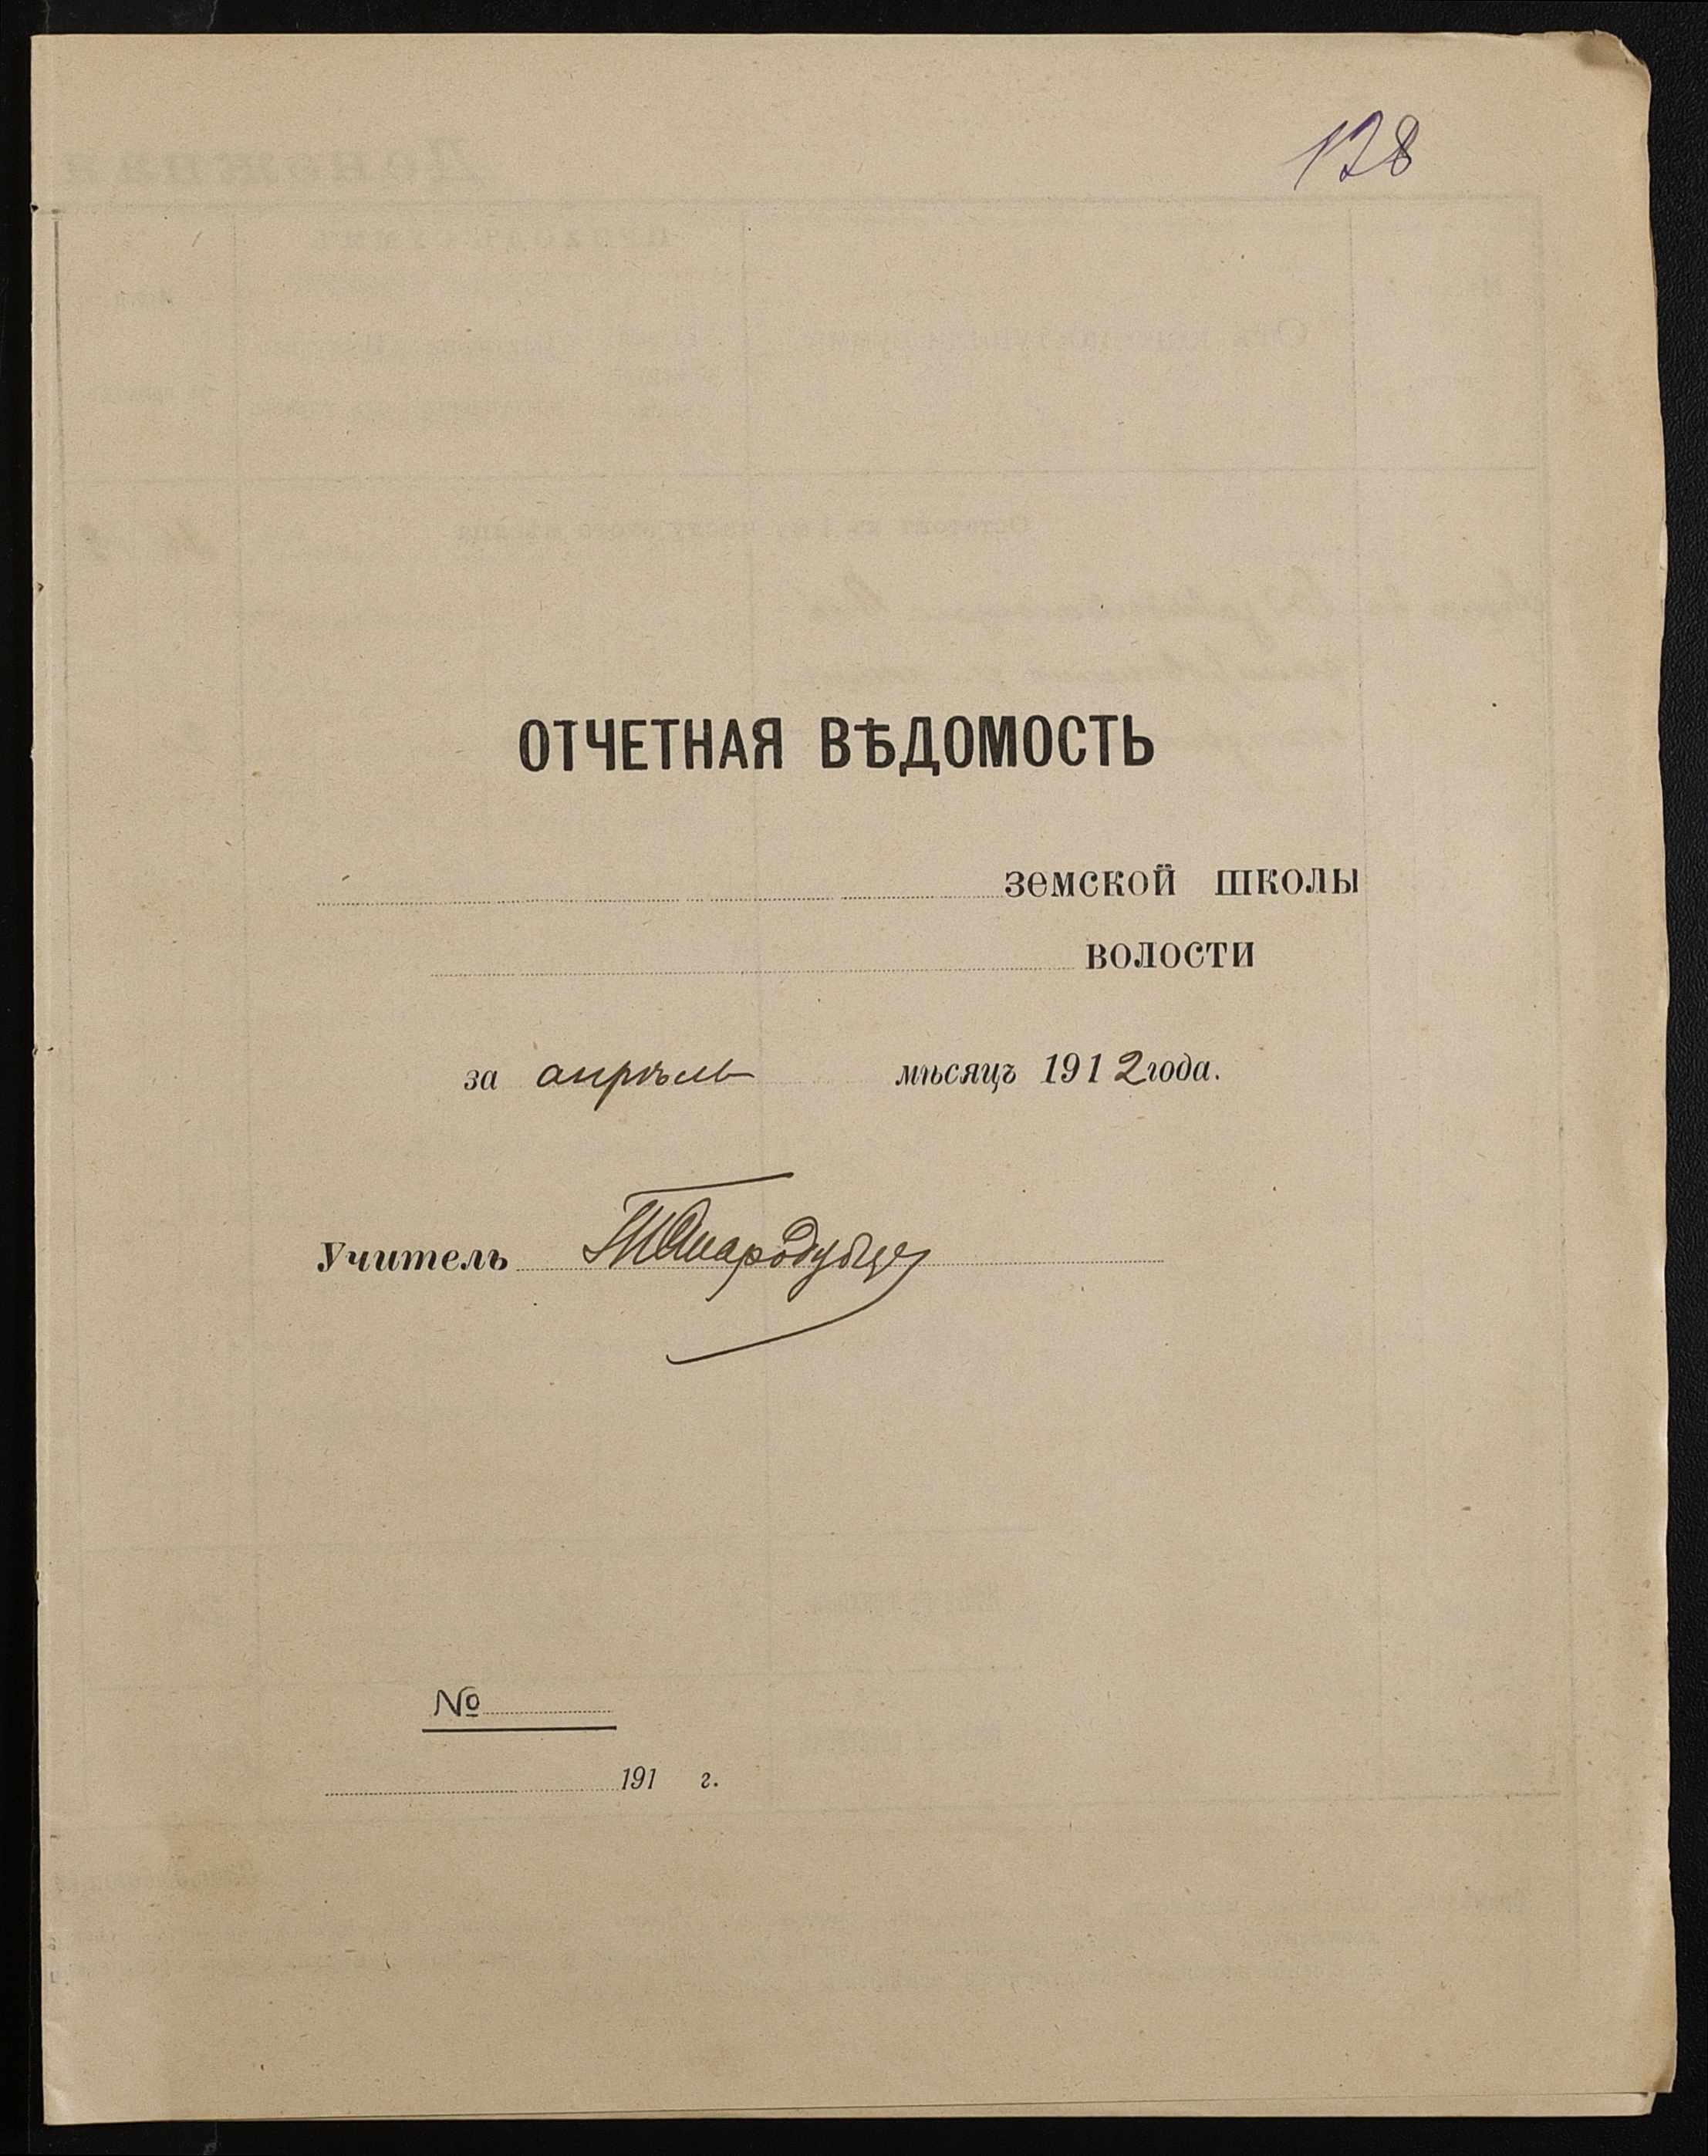 128
ОТЧЕТНАЯ ВѢДОМОСТЬ
земской школы
волости
за апрѣль мѣсяцъ 1912 года.
Учитель
№
191 г.